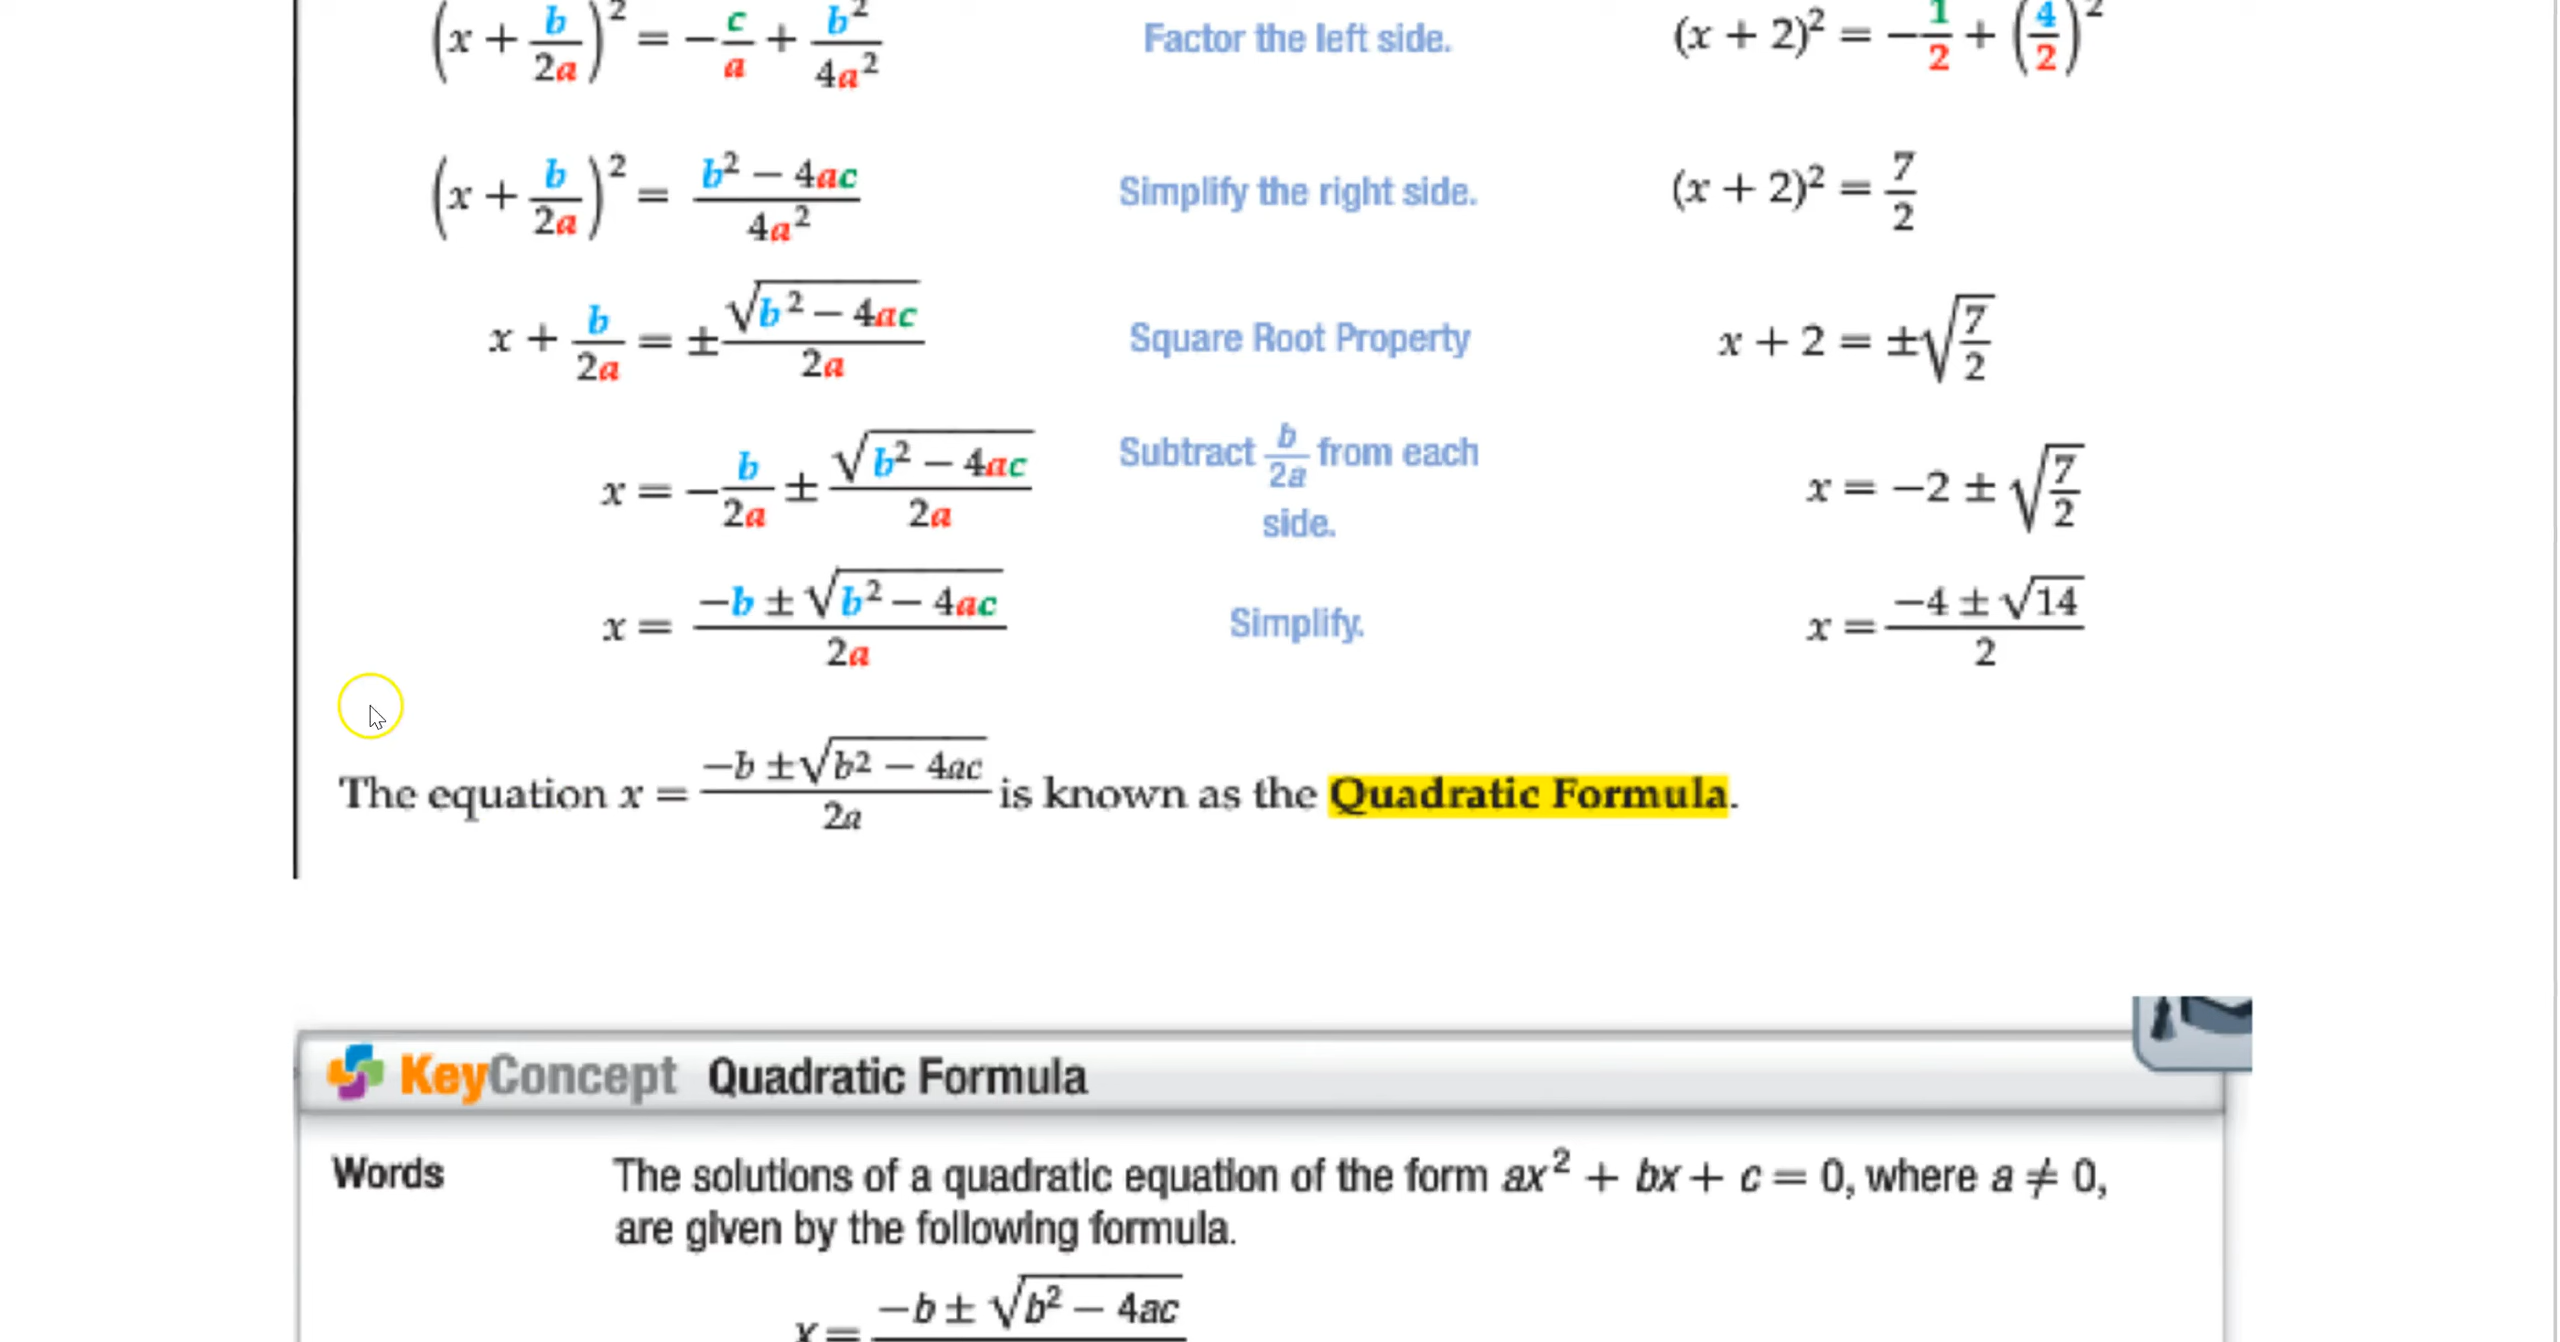 (x + b/2a)² = −c/a + b²/4a² Factor the left side. (x + 2)² = −1/2 + (4/2)²
(x + b/2a)² = (b² − 4ac)/4a² Simplify the right side. (x + 2)² = 7/2
x + b/2a = ±√(b² − 4ac)/2a Square Root Property x + 2 = ±√(7/2)
x = −b/2a ± √(b² − 4ac)/2a Subtract b/2a from each side. x = −2 ± √(7/2)
x = (−b ± √(b² − 4ac))/2a Simplify. x = (−4 ± √14)/2
The equation x = (−b ±√(b² − 4ac))/2a is known as the Quadratic Formula.
KeyConcept Quadratic Formula
Words The solutions of a quadratic equation of the form ax² + bx + c = 0, where a ≠ 0,
are given by the following formula.
x = −b ± √(b² − 4ac)